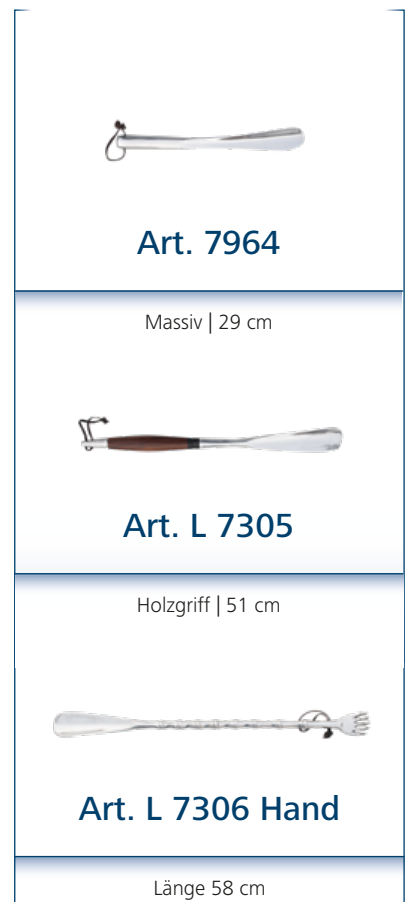 Art. 7964
Massiv | 29 cm
Art. L 7305
Holzgriff | 51 cm
Art. L 7306 Hand
Länge 58 cm